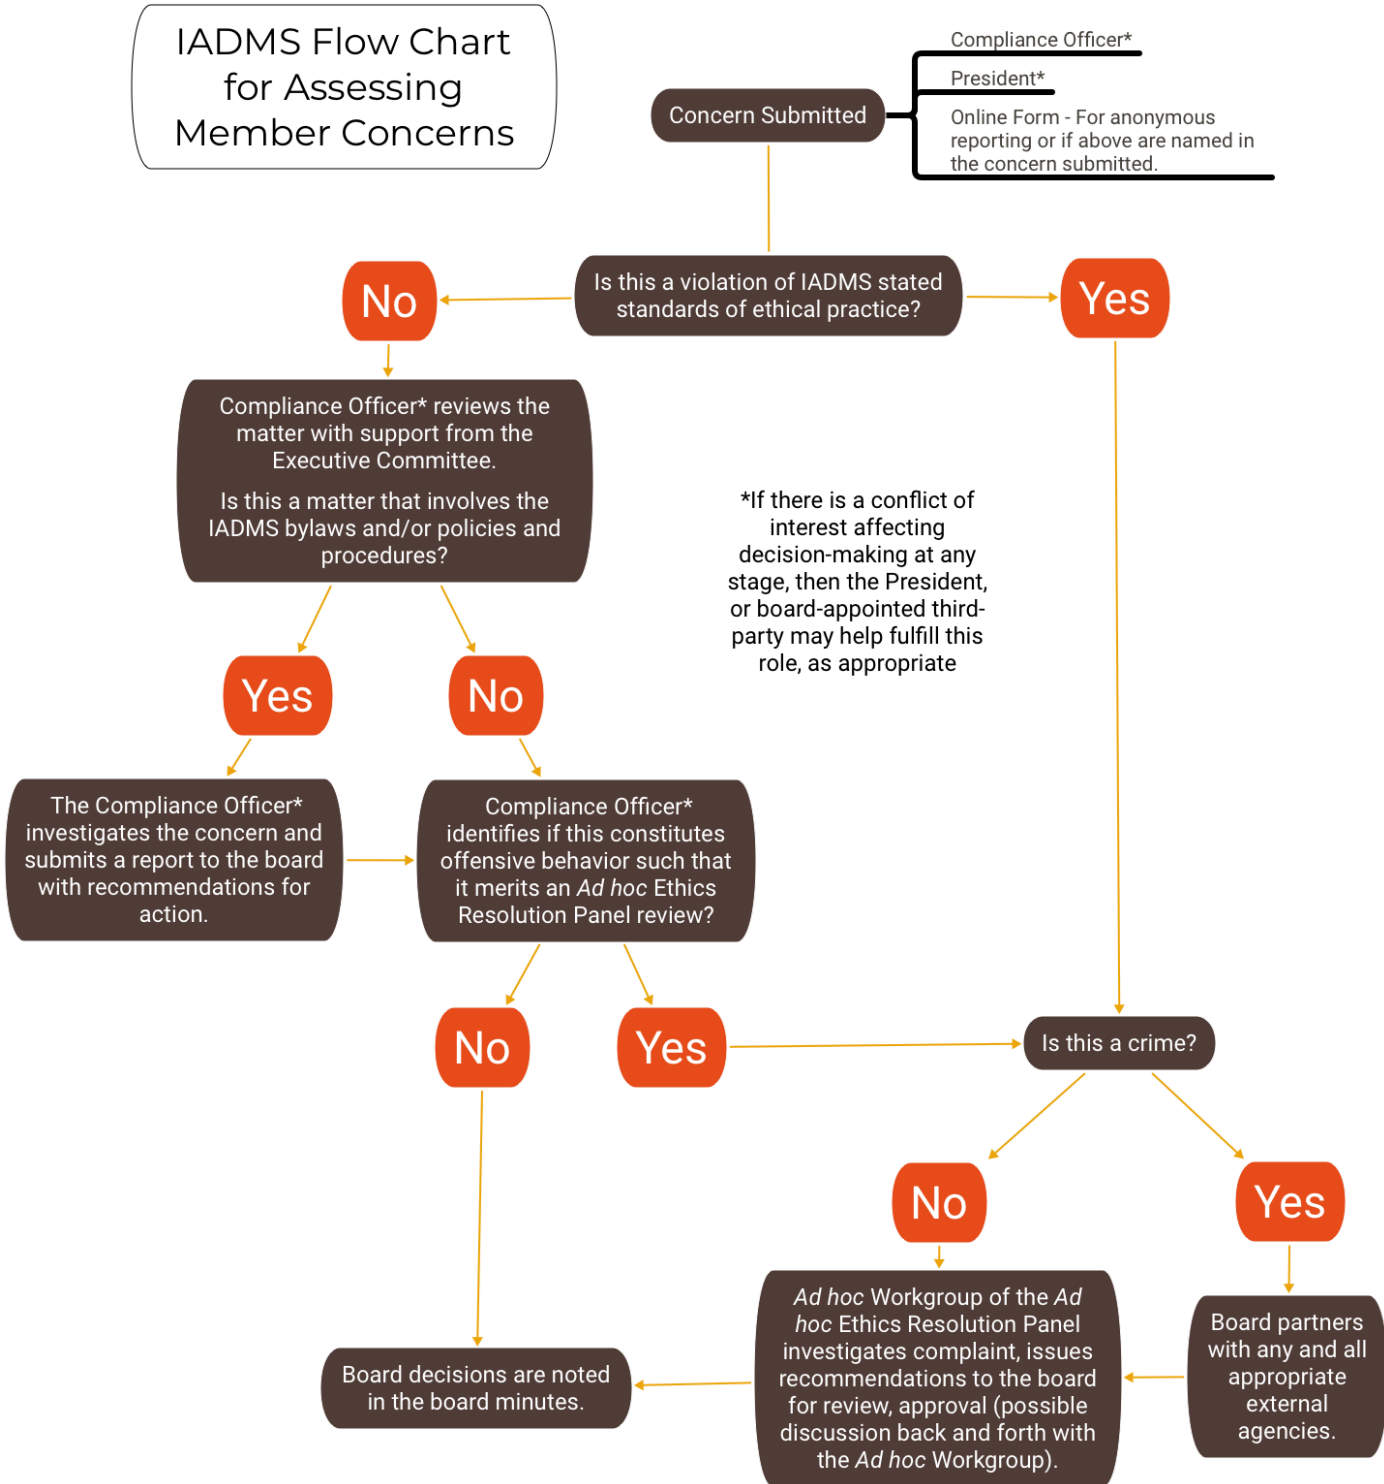 IADMS Flow Chart
for Assessing
Member Concerns
Compliance Officer*
President*
Concern Submitted
Online Form - For anonymous
reporting or if above are named in
the concern submitted.
No
Is this a violation of IADMS stated
standards of ethical practice?
Yes
Compliance Officer* reviews the
matter with support from the
Executive Committee.
Is this a matter that involves the
IADMS bylaws and/or policies and
procedures?
*If there is a conflict of
interest affecting
decision-making at any
stage, then the President,
or board-appointed third-
party may help fulfill this
role, as appropriate
Yes
No
The Compliance Officer*
investigates the concern and
submits a report to the board
with recommendations for
action.
Compliance Officer*
identifies if this constitutes
offensive behavior such that
it merits an Ad hoc Ethics
Resolution Panel review?
No
Yes
Is this a crime?
No
Yes
Ad hoc Workgroup of the Ad
hoc Ethics Resolution Panel
investigates complaint, issues
recommendations to the board
for review, approval (possible
discussion back and forth with
the Ad hoc Workgroup).
Board partners
with any and all
appropriate
external
agencies.
Board decisions are noted
in the board minutes.